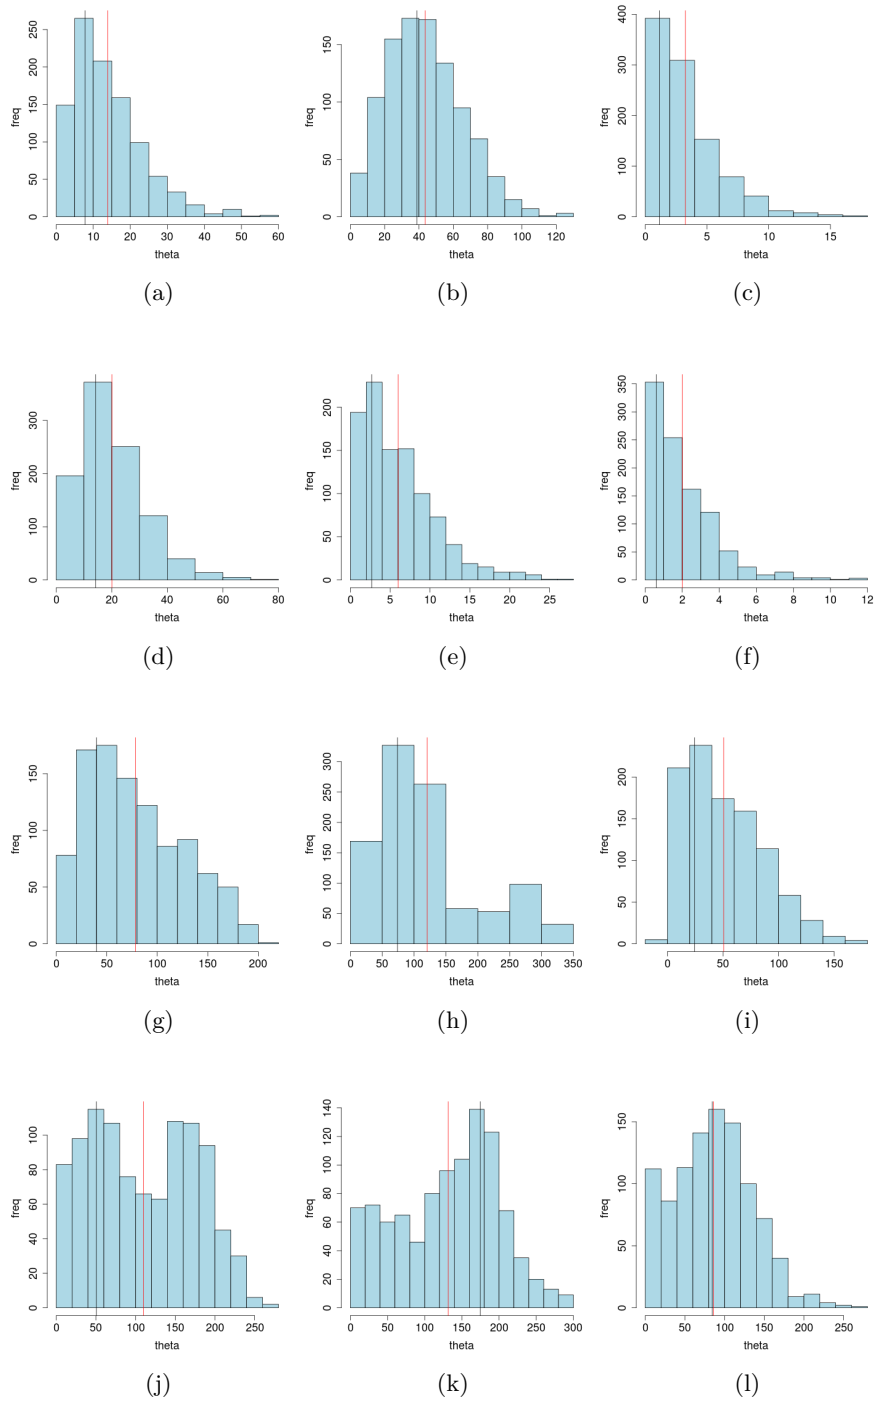 freq 0 50 100 150 200 250
0 10 20 30 40 50 60
theta
(a)
freq 0 50 100 150
0 20 40 60 80 100 120
theta
(b)
freq 0 100 200 300 400
5 10 15
theta
(c)
freq 0 100 200 300
0 20 40 60 80
theta
(d)
freq 0 50 100 150 200
0 5 10 15 20 25
theta
(e)
freq 0 50 100 150 200 250 300 350
0 2 4 6 8 10 12
theta
(f)
freq 0 50 100 150
0 50 100 150 200
theta
(g)
freq 0 50 100 150 200 250 300
0 50 100 150 200 250 300 350
theta
(h)
freq 0 50 100 150 200
0 50 100 150
theta
(i)
freq 0 20 40 60 80 100
0 50 100 150 200 250
theta
(j)
freq 0 20 40 60 80 100 120 140
0 50 100 150 200 250 300
theta
(k)
freq 0 50 100 150
0 50 100 150 200 250
theta
(l)